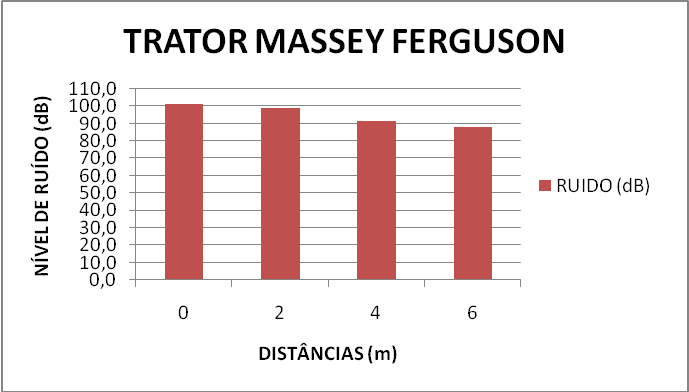 TRATOR MASSEY FERGUSON
NÍVEL DE RUÍDO (dB)
110,0
100,0
90,0
80,0
70,0
60,0
50,0
40,0
30,0
20,0
10,0
0,0
0 2 4 6
DISTÂNCIAS (m)
RUIDO (dB)